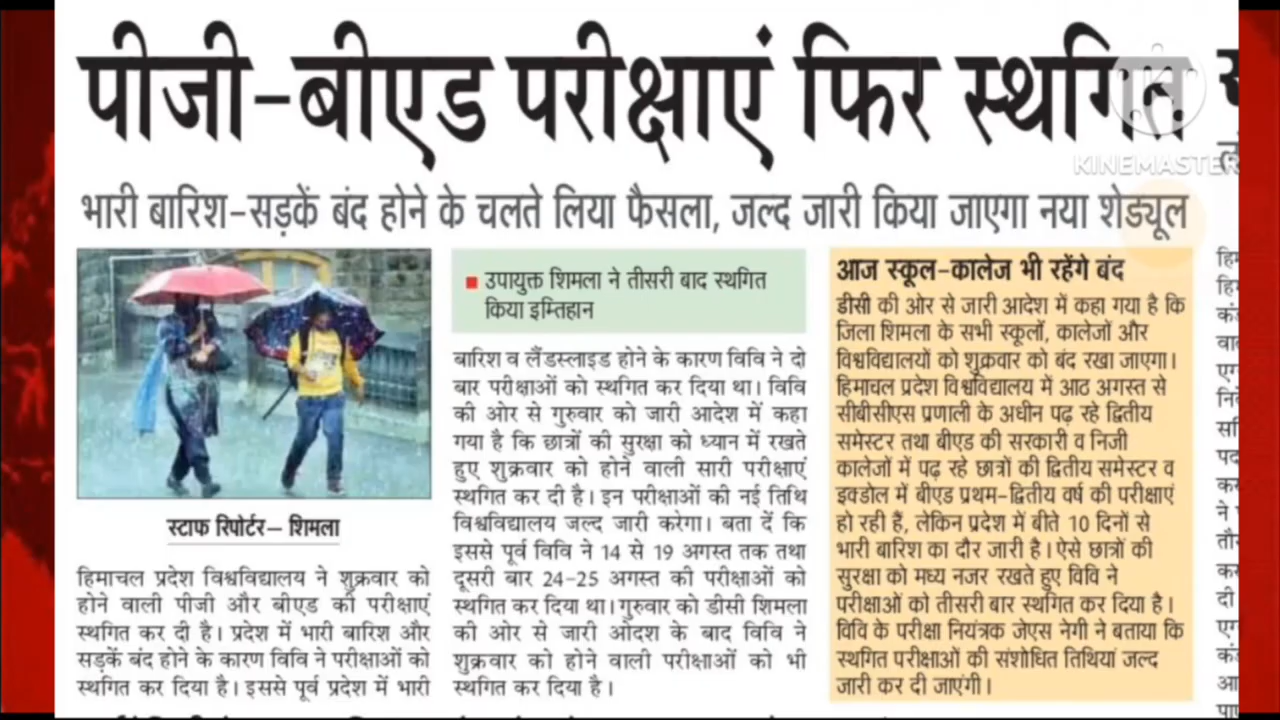 पीजी-बीएड परीक्षाएं फिर स्थगित
KINEMASTER
भारी बारिश-सड़कें बंद होने के चलते लिया फैसला, जल्द जारी किया जाएगा नया शेड्यूल
स्टाफ रिपोर्टर— शिमला
हिमाचल प्रदेश विश्वविद्यालय ने शुक्रवार को
होने वाली पीजी और बीएड की परीक्षाएं
स्थगित कर दी है। प्रदेश में भारी बारिश और
सड़कें बंद होने के कारण विवि ने परीक्षाओं को
स्थगित कर दिया है। इससे पूर्व प्रदेश में भारी
उपायुक्त शिमला ने तीसरी बाद स्थगित
किया इम्तिहान
बारिश व लैंडस्लाइड होने के कारण विवि ने दो
बार परीक्षाओं को स्थगित कर दिया था। विवि
की ओर से गुरुवार को जारी आदेश में कहा
गया है कि छात्रों की सुरक्षा को ध्यान में रखते
हुए शुक्रवार को होने वाली सारी परीक्षाएं
स्थगित कर दी है। इन परीक्षाओं की नई तिथि
विश्वविद्यालय जल्द जारी करेगा। बता दें कि
इससे पूर्व विवि ने 14 से 19 अगस्त तक तथा
दूसरी बार 24-25 अगस्त की परीक्षाओं को
स्थगित कर दिया था। गुरुवार को डीसी शिमला
की ओर से जारी ओदश के बाद विवि ने
शुक्रवार को होने वाली परीक्षाओं को भी
स्थगित कर दिया है।
आज स्कूल-कालेज भी रहेंगे बंद
डीसी की ओर से जारी आदेश में कहा गया है कि
जिला शिमला के सभी स्कूलों, कालेजों और
विश्वविद्यालयों को शुक्रवार को बंद रखा जाएगा।
हिमाचल प्रदेश विश्वविद्यालय में आठ अगस्त से
सीबीसीएस प्रणाली के अधीन पढ़ रहे द्वितीय
समेस्टर तथा बीएड की सरकारी व निजी
कालेजों में पढ़ रहे छात्रों की द्वितीय समेस्टर व
इक्डोल में बीएड प्रथम-द्वितीय वर्ष की परीक्षाएं
हो रही हैं, लेकिन प्रदेश में बीते 10 दिनों से
भारी बारिश का दौर जारी है। ऐसे छात्रों की
सुरक्षा को मध्य नजर रखते हुए विवि ने
परीक्षाओं को तीसरी बार स्थगित कर दिया है।
विवि के परीक्षा नियंत्रक जेएस नेगी ने बताया कि
स्थगित परीक्षाओं की संशोधित तिथियां जल्द
जारी कर दी जाएंगी।